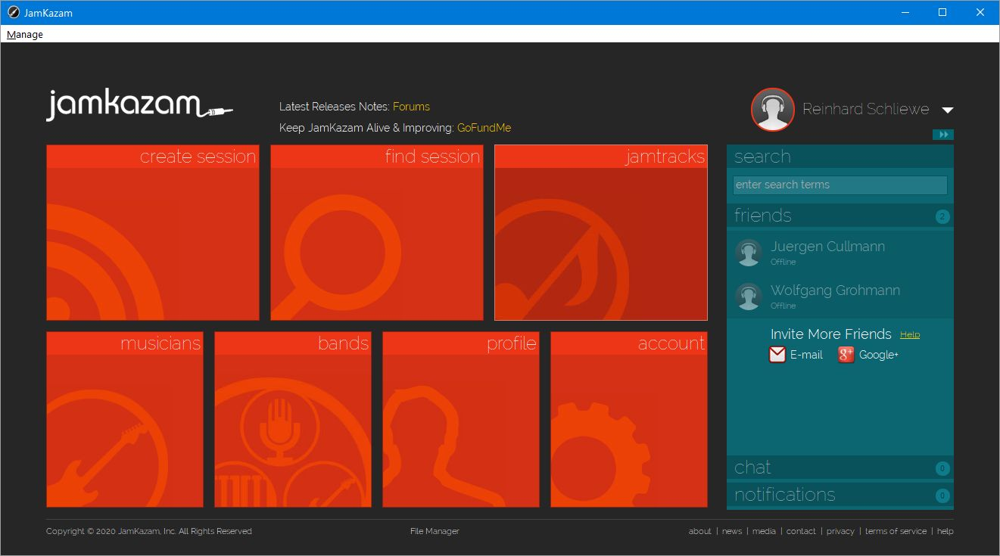 JamKazam
Manage
jamkazam
Latest Releases Notes: Forums
Keep JamKazam Alive & Improving: GoFundMe
Reinhard Schliewe
create session
find session
jamtracks
musicians
bands
profile
account
search
enter search terms
friends 2
Juergen Cullmann
Offline
Wolfgang Grohmann
Offline
Invite More Friends Help
E-mail g+ Google+
chat 0
notifications 0
Copyright © 2020 JamKazam, Inc. All Rights Reserved
File Manager
about | news | media | contact | privacy | terms of service | help